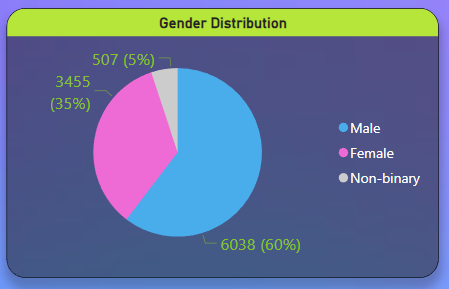 Gender Distribution
507 (5%)
3455
(35%)
Male
Female
Non-binary
6038 (60%)